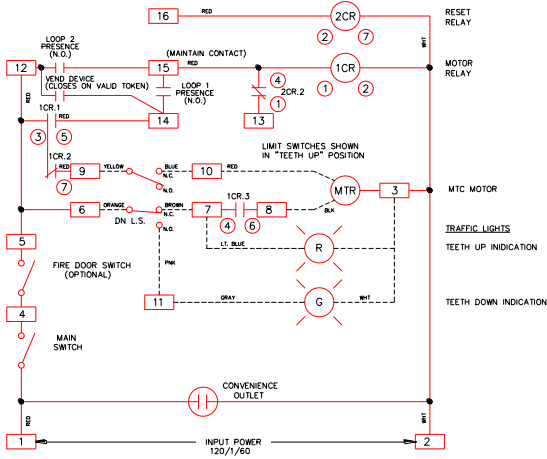 16
RED
2CR
RESET
RELAY
2
7
LOOP 2
PRESENCE
(N.O.)
(MAINTAIN CONTACT)
WHT
12
15
RED
1CR
MOTOR
RELAY
VEND DEVICE
(CLOSES ON VALID TOKEN)
LOOP 1
PRESENCE
(N.O.)
4
2CR.2
1
1
2
RED
1CR.1
RED
14
13
3
5
LIMIT SWITCHES SHOWN
IN "TEETH UP" POSITION
1CR.2
RED
7
9
YELLOW
BLUE
N.C.
10
RED
N.O.
MTR
3
MTC MOTOR
6
ORANGE
DN L.S.
BROWN
N.C.
N.O.
7
1CR.3
8
BLK
4
6
TRAFFIC LIGHTS
5
LT. BLUE
R
TEETH UP INDICATION
FIRE DOOR SWITCH
(OPTIONAL)
PNK
11
GRAY
G
WHT
TEETH DOWN INDICATION
4
MAIN
SWITCH
CONVENIENCE
OUTLET
RED
WHT
1
INPUT POWER
120/1/60
2